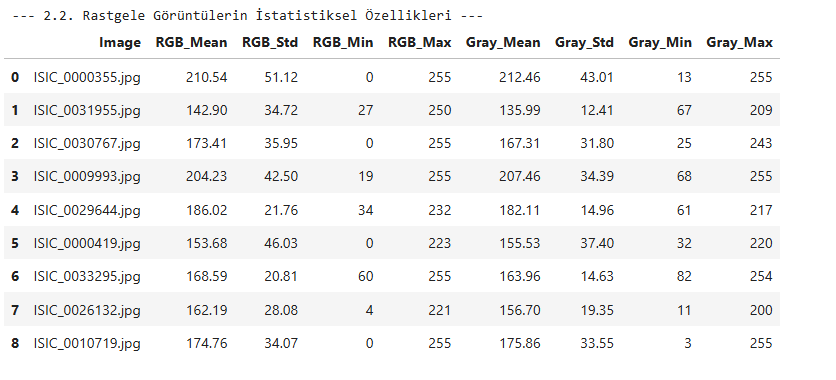 --- 2.2. Rastgele Görüntülerin İstatistiksel Özellikleri ---
Image RGB_Mean RGB_Std RGB_Min RGB_Max Gray_Mean Gray_Std Gray_Min Gray_Max
0 ISIC_0000355.jpg 210.54 51.12 0 255 212.46 43.01 13 255
1 ISIC_0031955.jpg 142.90 34.72 27 250 135.99 12.41 67 209
2 ISIC_0030767.jpg 173.41 35.95 0 255 167.31 31.80 25 243
3 ISIC_0009993.jpg 204.23 42.50 19 255 207.46 34.39 68 255
4 ISIC_0029644.jpg 186.02 21.76 34 232 182.11 14.96 61 217
5 ISIC_0000419.jpg 153.68 46.03 0 223 155.53 37.40 32 220
6 ISIC_0033295.jpg 168.59 20.81 60 255 163.96 14.63 82 254
7 ISIC_0026132.jpg 162.19 28.08 4 221 156.70 19.35 11 200
8 ISIC_0010719.jpg 174.76 34.07 0 255 175.86 33.55 3 255